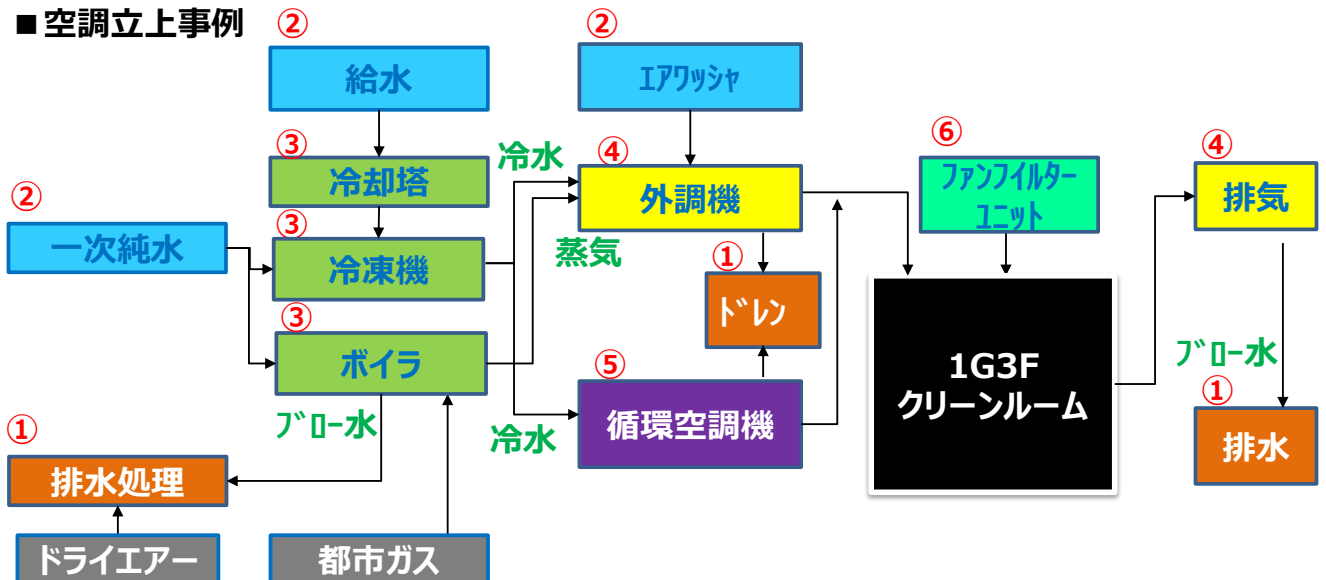 ■空調立上事例
②
給水
②
エアワッシャ
③
冷却塔
冷水
④
外調機
⑥
ファンフイルター
ユニット
④
排気
②
一次純水
③
冷凍機
蒸気
①
ドレン
③
ボイラ
ブロー水
⑤
循環空調機
冷水
1G3F
クリーンルーム
ブロー水
①
排水
①
排水処理
ドライエアー
都市ガス